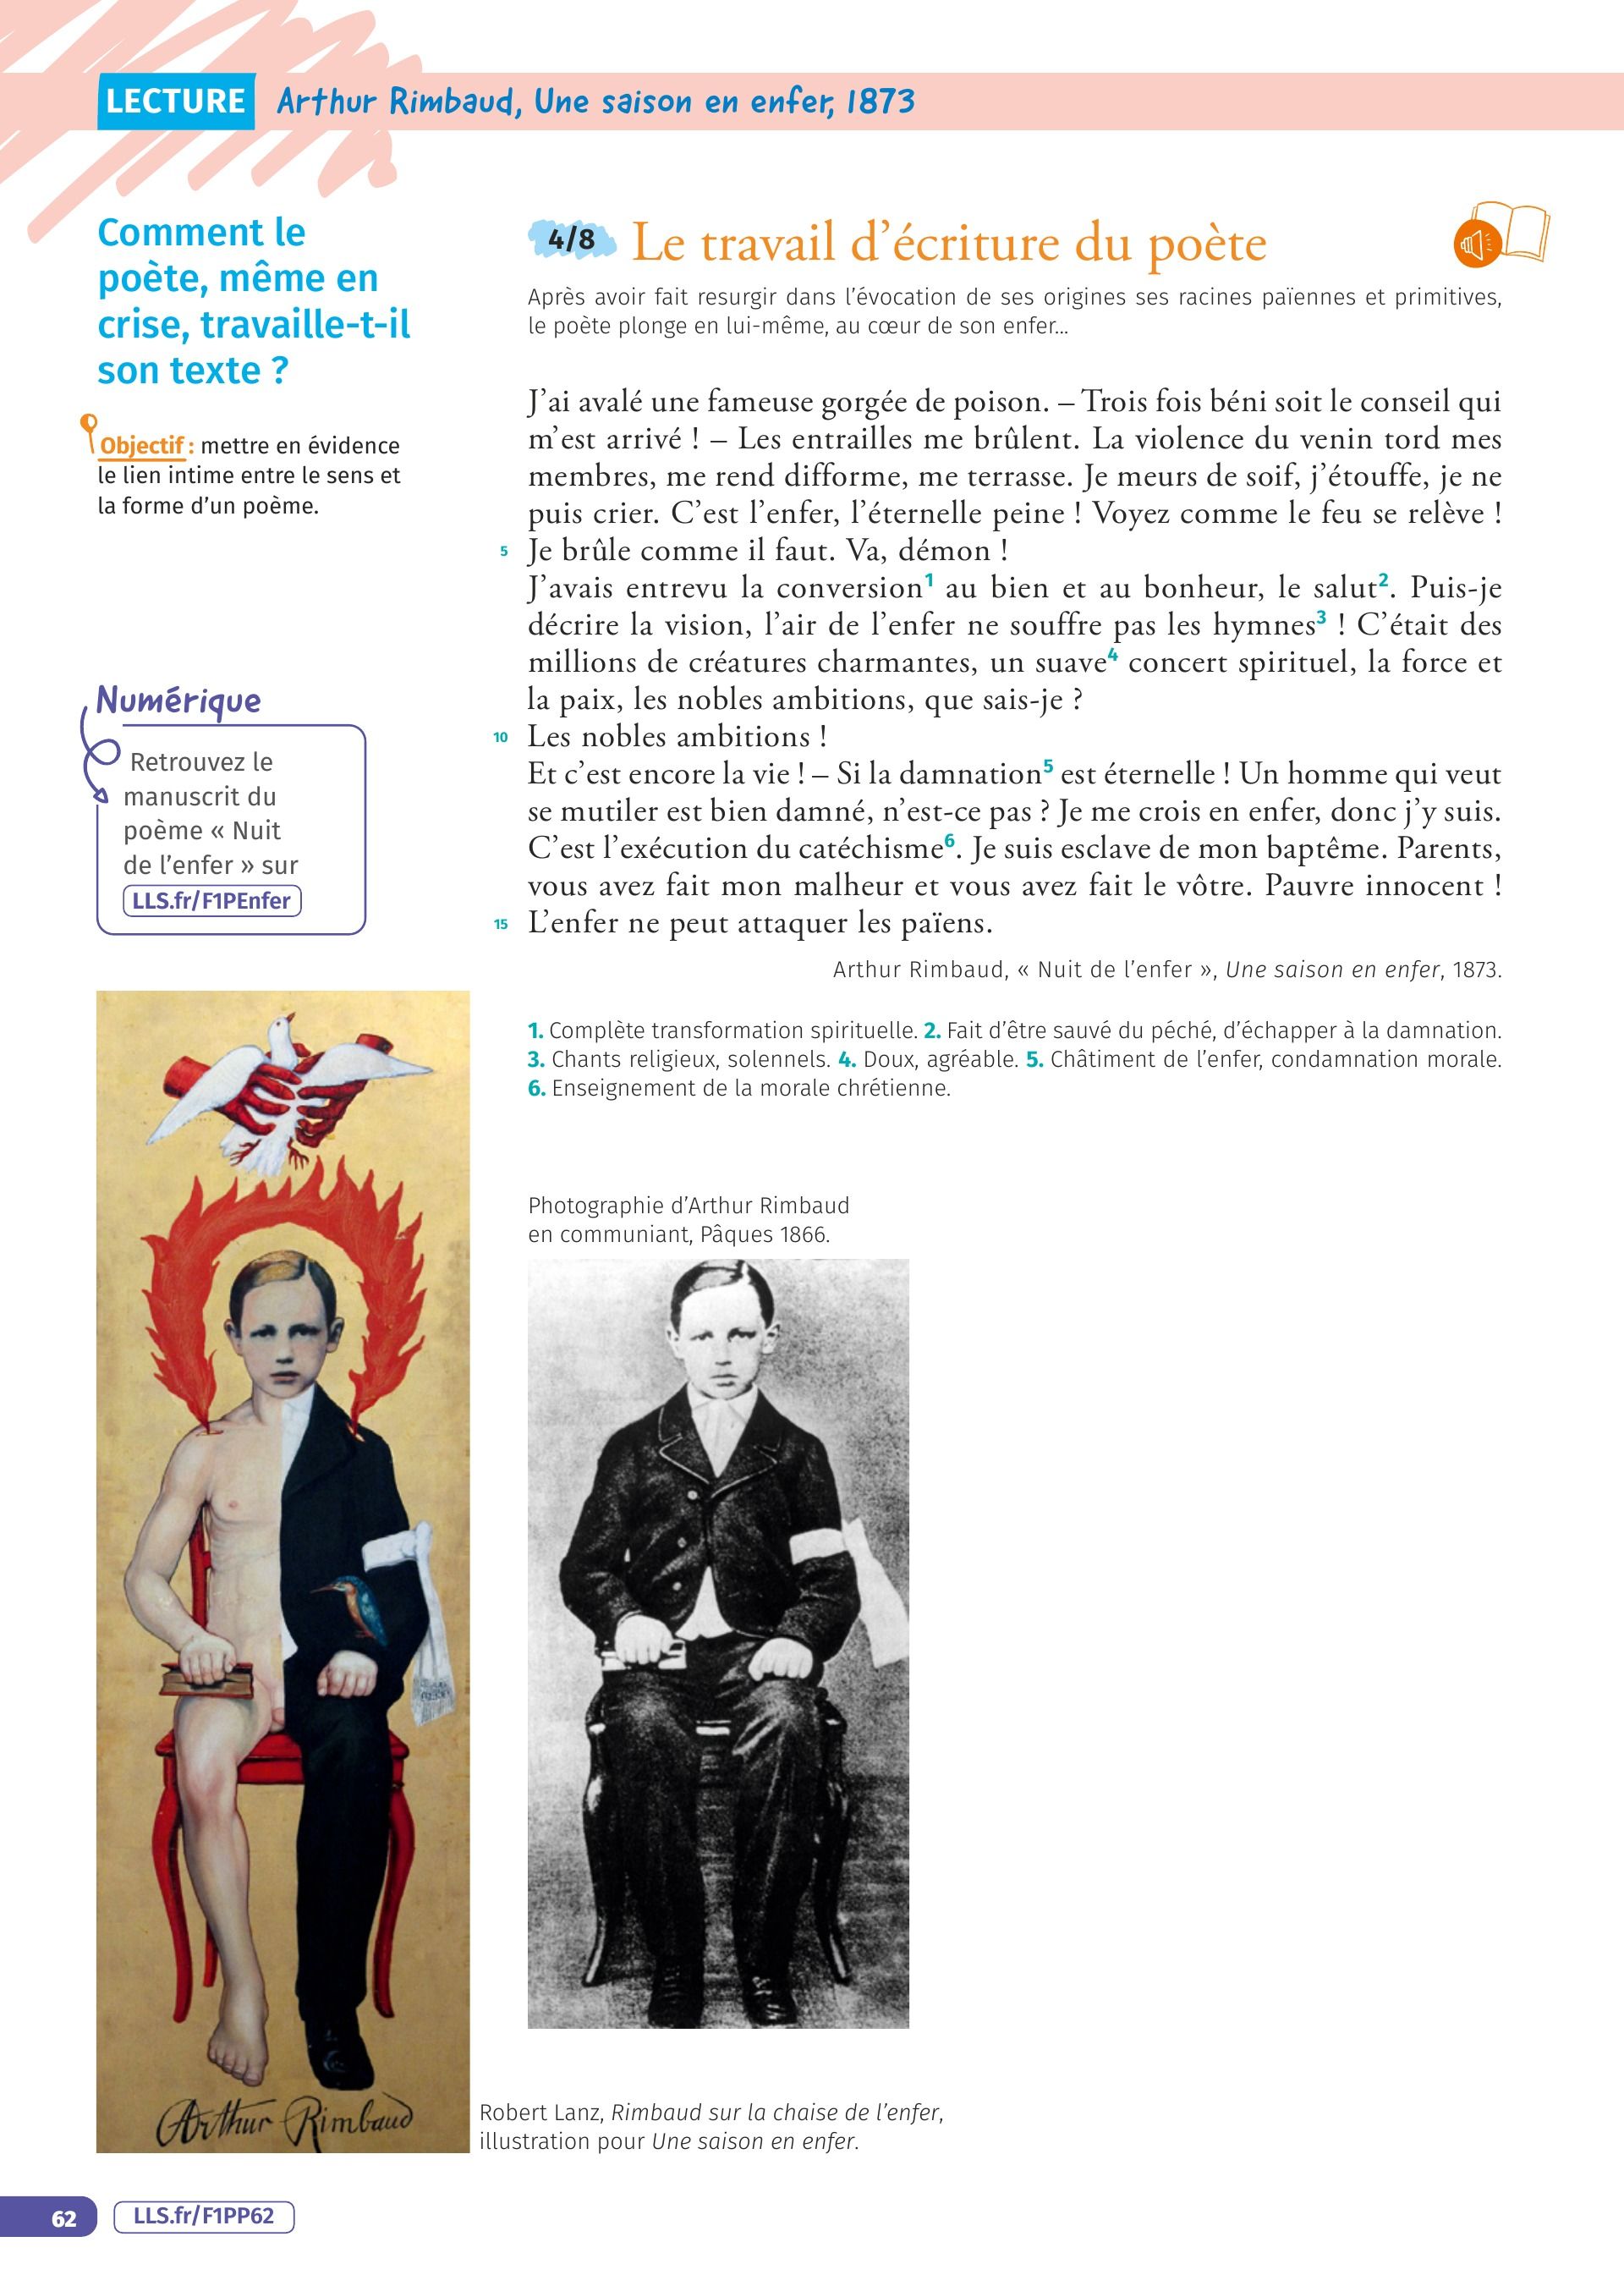 LECTURE Arthur Rimbaud, Une saison en enfer, 1873
Comment le
poète, même en
crise, travaille-t-il
son texte ?
Objectif : mettre en évidence
le lien intime entre le sens et
la forme d'un poème.
Numérique
Retrouvez le
manuscrit du
poème « Nuit
de l'enfer » sur
LLS.fr/F1PEnfer
4/8 Le travail d'écriture du poète
Après avoir fait resurgir dans l'évocation de ses origines ses racines païennes et primitives,
le poète plonge en lui-même, au cœur de son enfer...
J'ai avalé une fameuse gorgée de poison. – Trois fois béni soit le conseil qui
m'est arrivé ! – Les entrailles me brûlent. La violence du venin tord mes
membres, me rend difforme, me terrasse. Je meurs de soif, j'étouffe, je ne
puis crier. C'est l'enfer, l'éternelle peine ! Voyez comme le feu se relève !
5 Je brûle comme il faut. Va, démon !
J'avais entrevu la conversion1 au bien et au bonheur, le salut2. Puis-je
décrire la vision, l'air de l'enfer ne souffre pas les hymnes3 ! C'était des
millions de créatures charmantes, un suave4 concert spirituel, la force et
la paix, les nobles ambitions, que sais-je ?
10 Les nobles ambitions !
Et c'est encore la vie ! – Si la damnation5 est éternelle ! Un homme qui veut
se mutiler est bien damné, n'est-ce pas ? Je me crois en enfer, donc j'y suis.
C'est l'exécution du catéchisme6. Je suis esclave de mon baptême. Parents,
vous avez fait mon malheur et vous avez fait le vôtre. Pauvre innocent !
15 L'enfer ne peut attaquer les païens.
Arthur Rimbaud, « Nuit de l'enfer », Une saison en enfer, 1873.
1. Complète transformation spirituelle. 2. Fait d'être sauvé du péché, d'échapper à la damnation.
3. Chants religieux, solennels. 4. Doux, agréable. 5. Châtiment de l'enfer, condamnation morale.
6. Enseignement de la morale chrétienne.
Photographie d'Arthur Rimbaud
en communiant, Pâques 1866.
Arthur Rimbaud
Robert Lanz, Rimbaud sur la chaise de l'enfer,
illustration pour Une saison en enfer.
62 LLS.fr/F1PP62